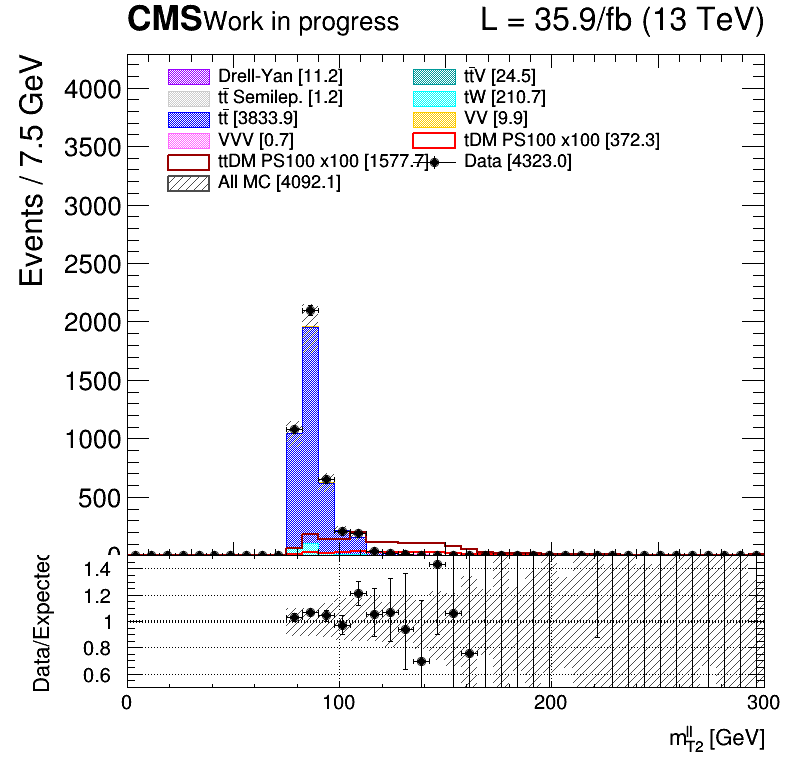 CMS Work in progress L = 35.9/fb (13 TeV)
Events / 7.5 GeV
4000
3500
3000
2500
2000
1500
1000
500
0
Drell-Yan [11.2]
tt̄ Semilep. [1.2]
tt̄ [3833.9]
VVV [0.7]
ttDM PS100 x100 [1577.7]
All MC [4092.1]
tt̄V [24.5]
tW [210.7]
VV [9.9]
tDM PS100 x100 [372.3]
Data [4323.0]
Data/Expected
1.4
1.2
1
0.8
0.6
0 100 200 300
m_T2^ll [GeV]